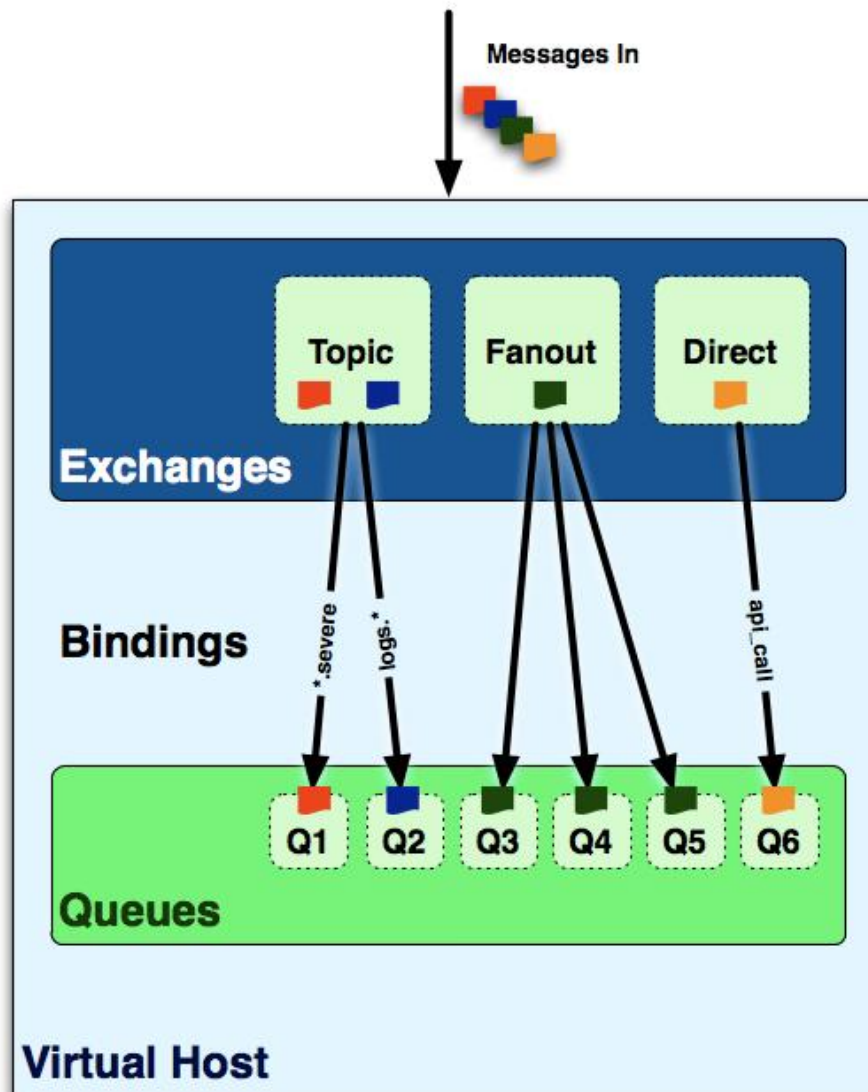 Messages In
Topic
Fanout
Direct
Exchanges
Bindings
*.severe
logs.*
api_call
Q1
Q2
Q3
Q4
Q5
Q6
Queues
Virtual Host